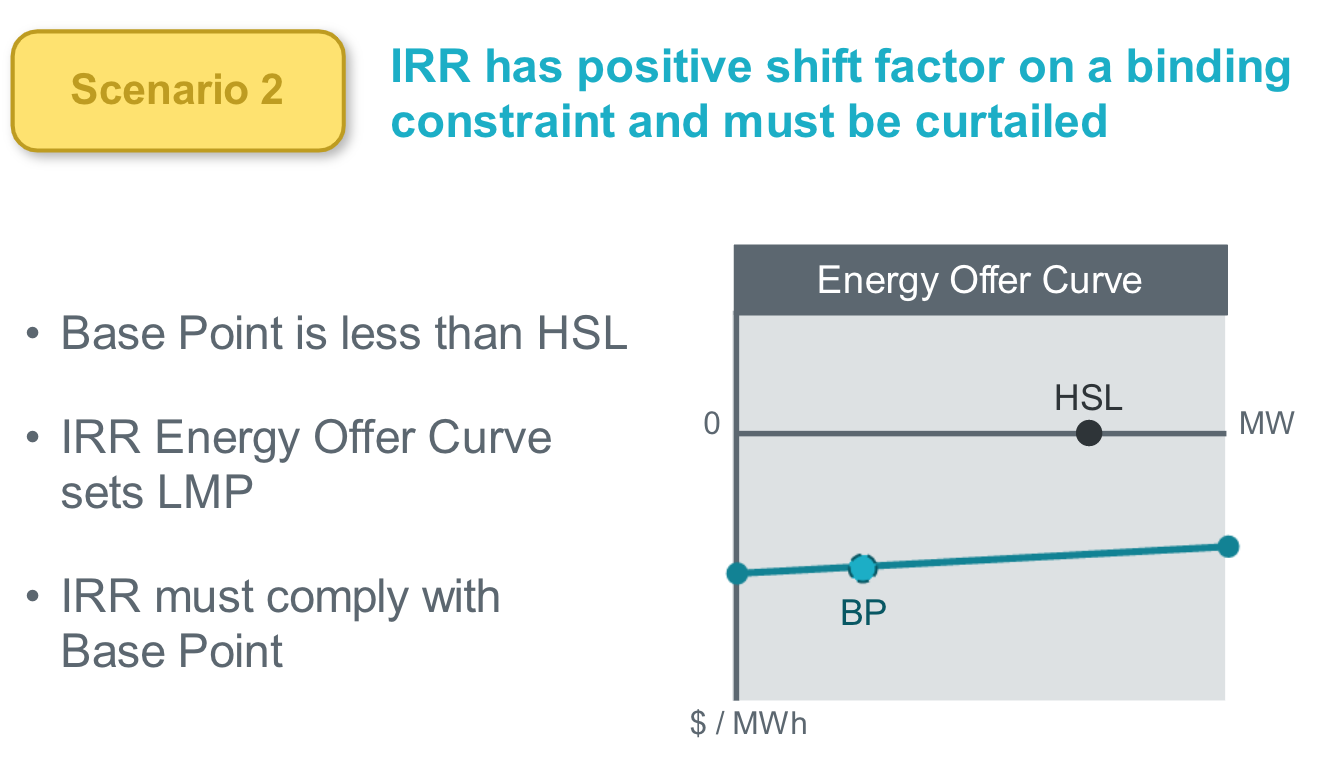 Scenario 2
IRR has positive shift factor on a binding
constraint and must be curtailed
• Base Point is less than HSL
• IRR Energy Offer Curve
sets LMP
• IRR must comply with
Base Point
Energy Offer Curve
HSL
0
MW
BP
$ / MWh